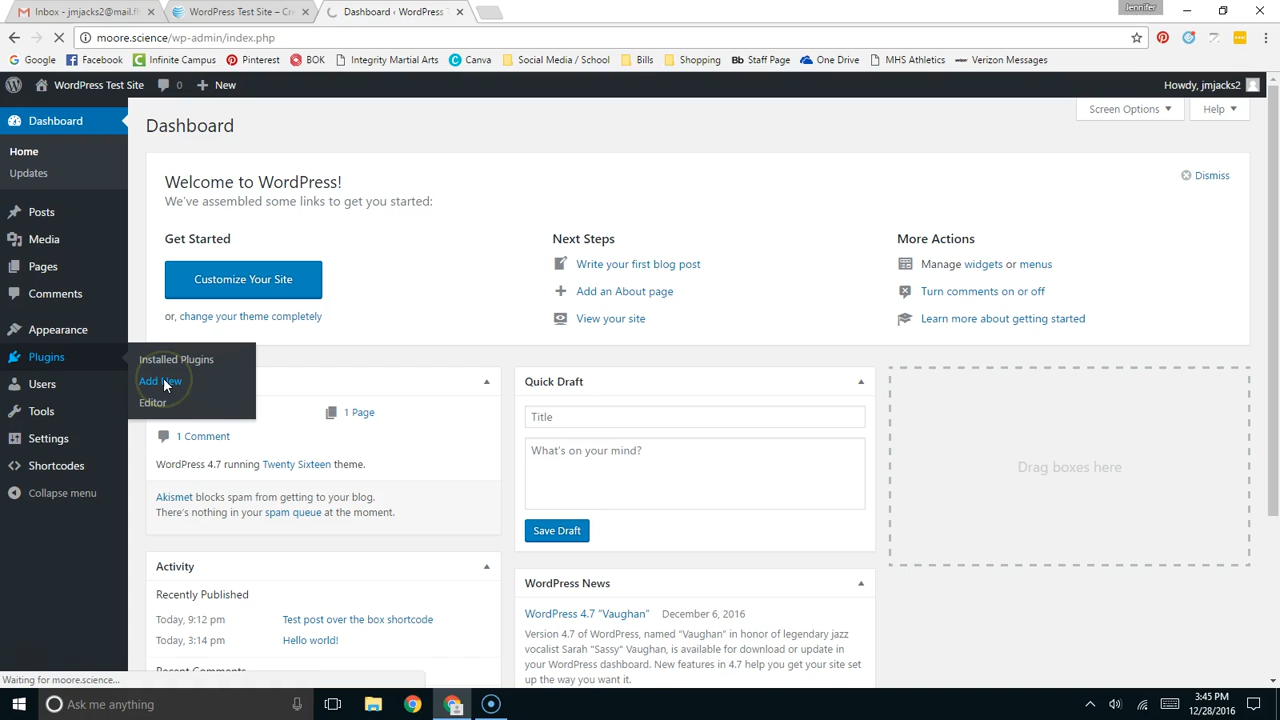 Inbox - jmjacks2@mail.f
WordPress Test Site – Cre
Dashboard ‹ WordPress T
Jennifer
moore.science/wp-admin/index.php
Google
Facebook
Infinite Campus
Pinterest
BOK
Integrity Martial Arts
Canva
Social Media / School
Bills
Shopping
Bb Staff Page
One Drive
MHS Athletics
Verizon Messages
WordPress Test Site
0
New
Howdy, jmjacks2
Screen Options
Help
Dashboard
Home
Updates
Posts
Media
Pages
Comments
Appearance
Plugins
Users
Tools
Settings
Shortcodes
Collapse menu
Installed Plugins
Add New
Editor
Dashboard
Welcome to WordPress!
We've assembled some links to get you started:
Dismiss
Get Started
Customize Your Site
or, change your theme completely
Next Steps
Write your first blog post
Add an About page
View your site
More Actions
Manage widgets or menus
Turn comments on or off
Learn more about getting started
1 Page
1 Comment
WordPress 4.7 running Twenty Sixteen theme.
Akismet blocks spam from getting to your blog.
There's nothing in your spam queue at the moment.
Activity
Recently Published
Today, 9:12 pm
Test post over the box shortcode
Today, 3:14 pm
Hello world!
Recent Comments
Quick Draft
Title
What's on your mind?
Save Draft
WordPress News
WordPress 4.7 “Vaughan”
December 6, 2016
Version 4.7 of WordPress, named “Vaughan” in honor of legendary jazz
vocalist Sarah “Sassy” Vaughan, is available for download or update in
your WordPress dashboard. New features in 4.7 help you get your site set
up the way you want it.
Drag boxes here
Waiting for moore.science...
Ask me anything
3:45 PM
12/28/2016